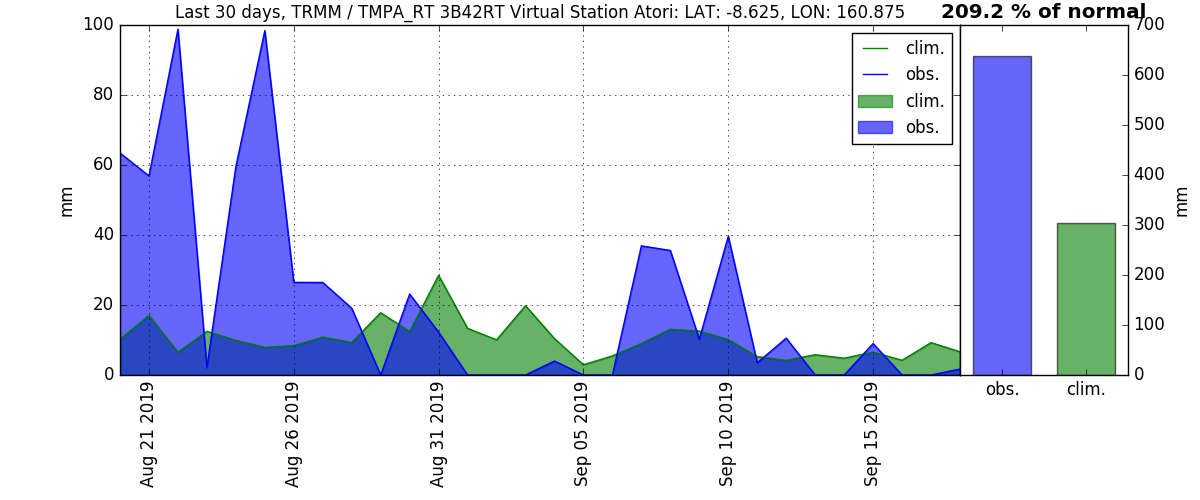 Last 30 days, TRMM / TMPA_RT 3B42RT Virtual Station Atori: LAT: -8.625, LON: 160.875
209.2 % of normal
100
80
60
40
20
0
mm
clim.
obs.
clim.
obs.
700
600
500
400
300
200
100
0
mm
Aug 21 2019
Aug 26 2019
Aug 31 2019
Sep 05 2019
Sep 10 2019
Sep 15 2019
obs.
clim.